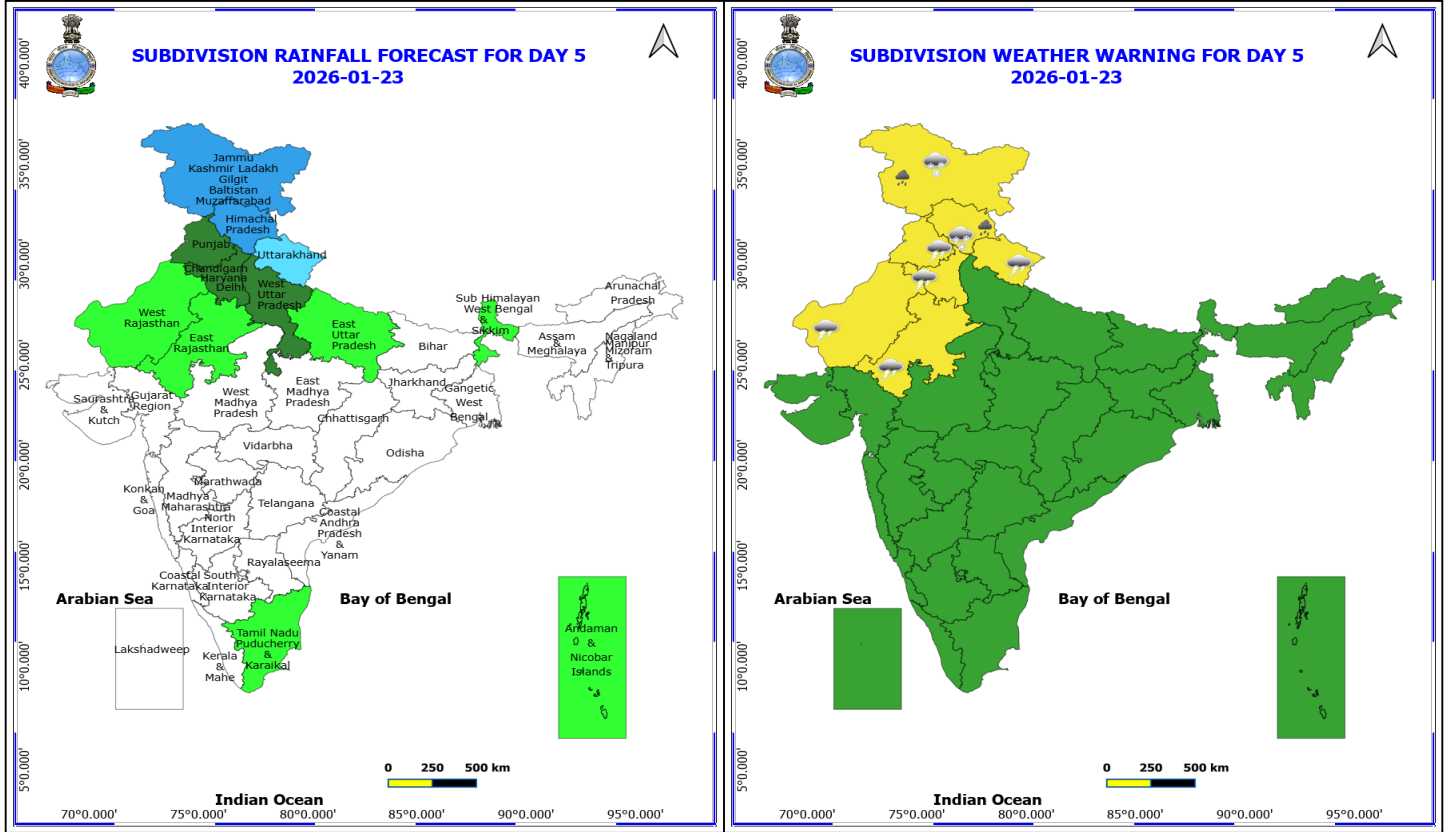 SUBDIVISION RAINFALL FORECAST FOR DAY 5
2026-01-23
40°0.000'
35°0.000'
30°0.000'
25°0.000'
20°0.000'
15°0.000'
10°0.000'
5°0.000'
Jammu
Kashmir Ladakh
Gilgit
Baltistan
Muzaffarabad
Himachal
Pradesh
Punjab
Uttarakhand
Chandigarh
Haryana
Delhi
West
Uttar
Pradesh
West
Rajasthan
East
Rajasthan
East
Uttar
Pradesh
Sub Himalayan
West Bengal
&
Sikkim
Arunachal
Pradesh
Assam
&
Meghalaya
Nagaland
Manipur
Mizoram
&
Tripura
Bihar
Jharkhand
Gangetic
West
Bengal
Saurashtra
&
Kutch
Gujarat
Region
West
Madhya
Pradesh
East
Madhya
Pradesh
Chhattisgarh
Vidarbha
Odisha
Konkan
&
Goa
Madhya
Maharashtra
Marathwada
Telangana
North
Interior
Karnataka
Coastal
Andhra
Pradesh
&
Yanam
Rayalaseema
Coastal
Karnataka
South
Interior
Karnataka
Arabian Sea
Bay of Bengal
Lakshadweep
Kerala
&
Mahe
Tamil Nadu
Puducherry
&
Karaikal
Andaman
&
Nicobar
Islands
0 250 500 km
Indian Ocean
70°0.000' 75°0.000' 80°0.000' 85°0.000' 90°0.000' 95°0.000'
SUBDIVISION WEATHER WARNING FOR DAY 5
2026-01-23
40°0.000'
35°0.000'
30°0.000'
25°0.000'
20°0.000'
15°0.000'
10°0.000'
5°0.000'
Arabian Sea
Bay of Bengal
0 250 500 km
Indian Ocean
70°0.000' 75°0.000' 80°0.000' 85°0.000' 90°0.000' 95°0.000'